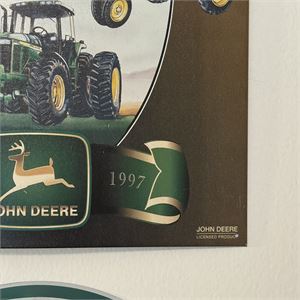 1997
JOHN DEERE
JOHN DEERE
LICENSED PRODUCT